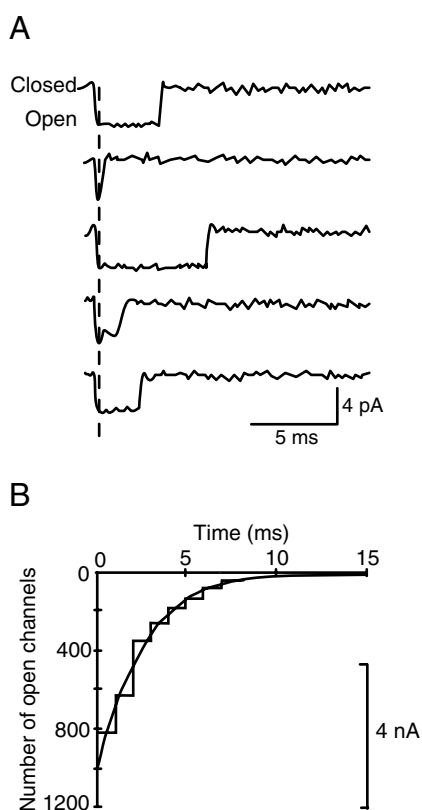 A
Closed
Open
4 pA
5 ms
B
Time (ms)
0 5 10 15
Number of open channels
0
400
800
1200
4 nA